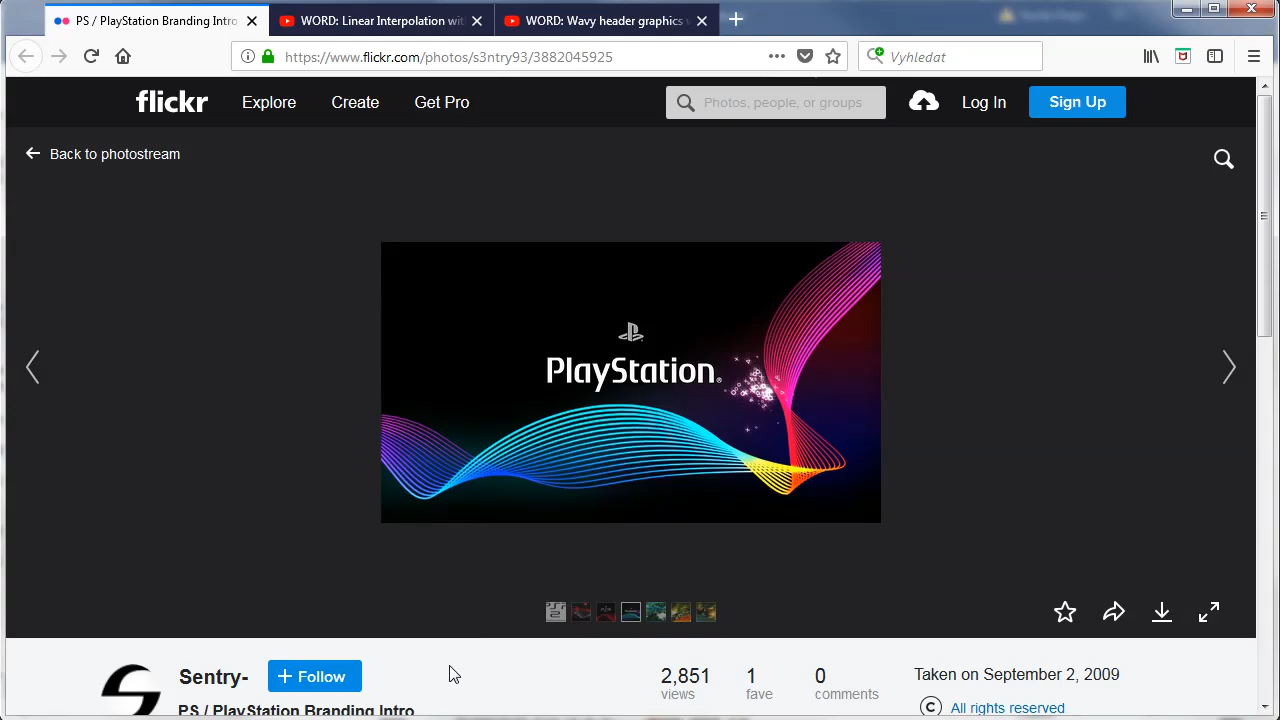 PS / PlayStation Branding Intro
WORD: Linear Interpolation wit
WORD: Wavy header graphics
https://www.flickr.com/photos/s3ntry93/3882045925
Vyhledat
flickr
Explore
Create
Get Pro
Photos, people, or groups
Log In
Sign Up
Back to photostream
PlayStation®
Sentry-
+ Follow
2,851
views
1
fave
0
comments
Taken on September 2, 2009
PS / PlayStation Branding Intro
© All rights reserved